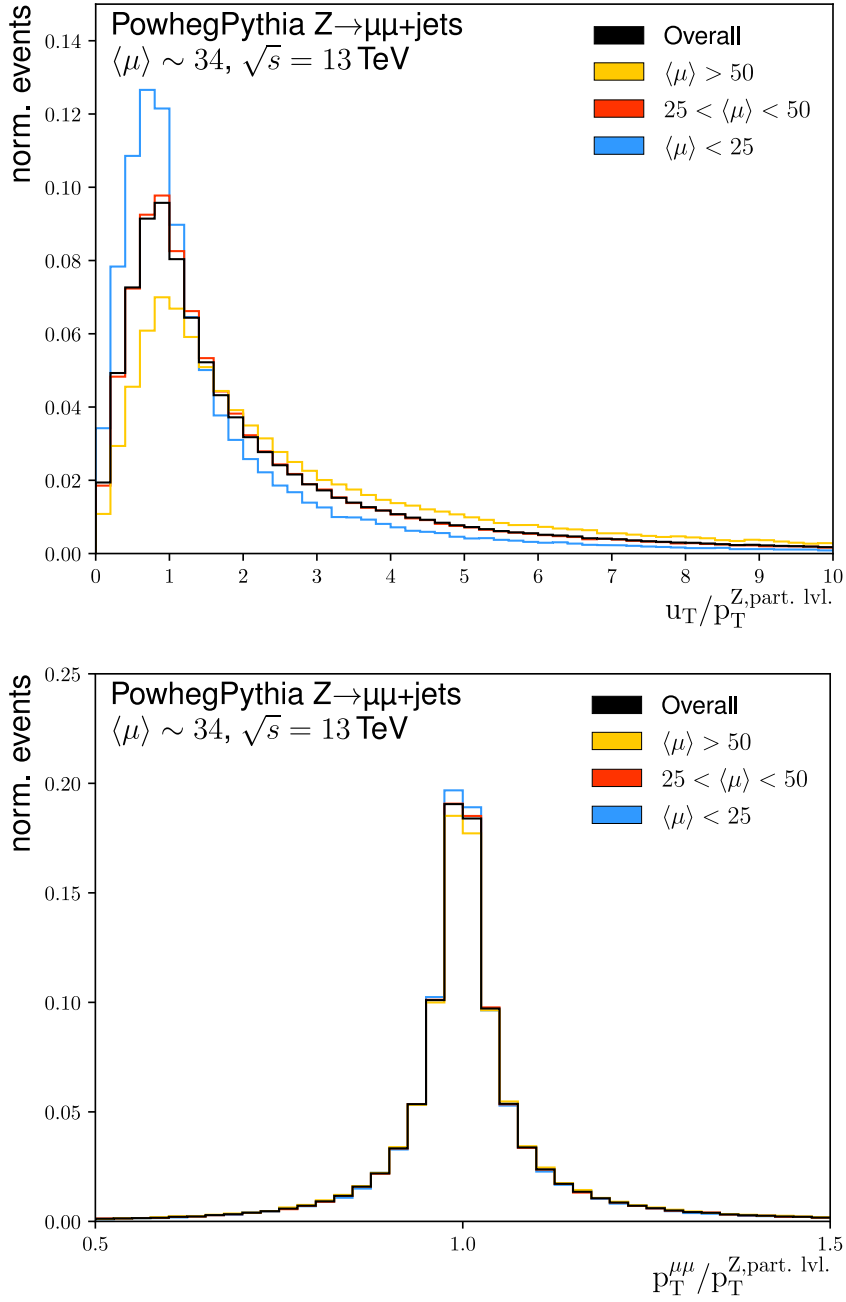 PowhegPythia Z→μμ+jets
⟨μ⟩ ∼ 34, √s = 13 TeV
Overall
⟨μ⟩ > 50
25 < ⟨μ⟩ < 50
⟨μ⟩ < 25
norm. events
0.14
0.12
0.10
0.08
0.06
0.04
0.02
0.00
0 1 2 3 4 5 6 7 8 9 10
u_T/p_T^{Z,part. lvl.}
PowhegPythia Z→μμ+jets
⟨μ⟩ ∼ 34, √s = 13 TeV
Overall
⟨μ⟩ > 50
25 < ⟨μ⟩ < 50
⟨μ⟩ < 25
norm. events
0.25
0.20
0.15
0.10
0.05
0.00
0.5 1.0 1.5
p_T^{μμ}/p_T^{Z,part. lvl.}